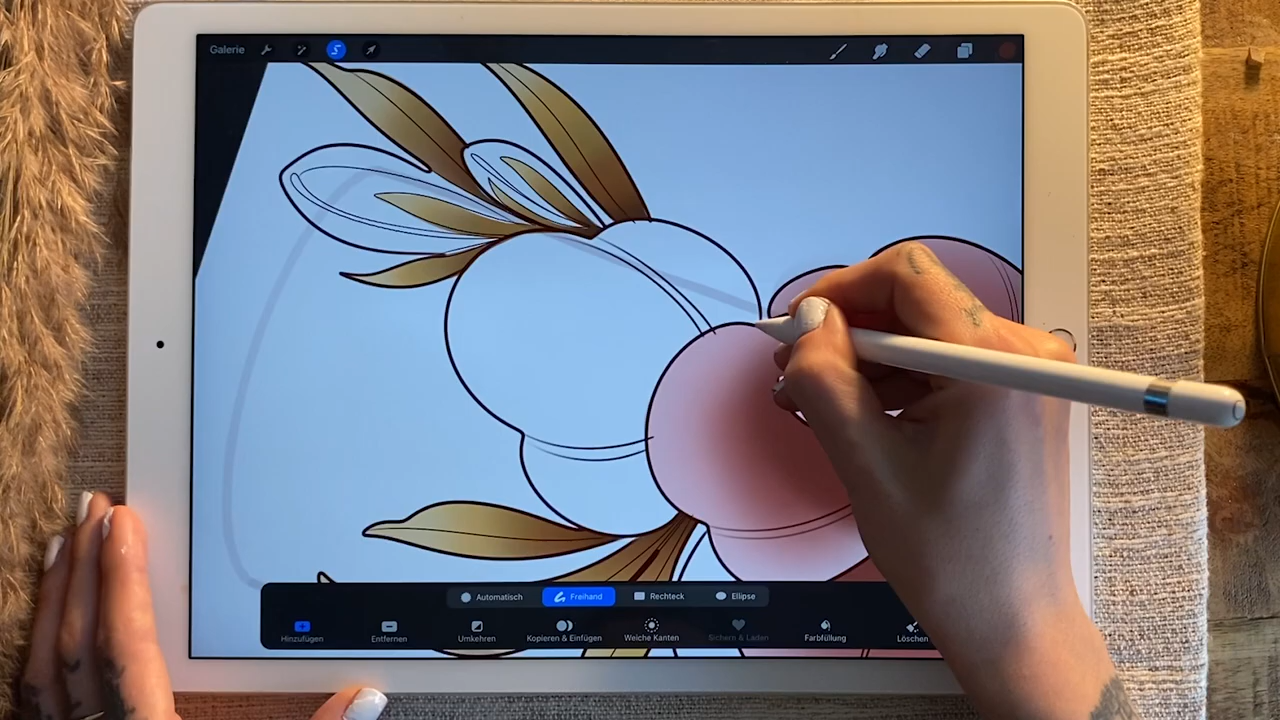 Galerie
Automatisch Freihand Rechteck Ellipse
Hinzufügen Entfernen Umkehren Kopieren & Einfügen Weiche Kanten Sichern & Laden Farbfüllung Löschen